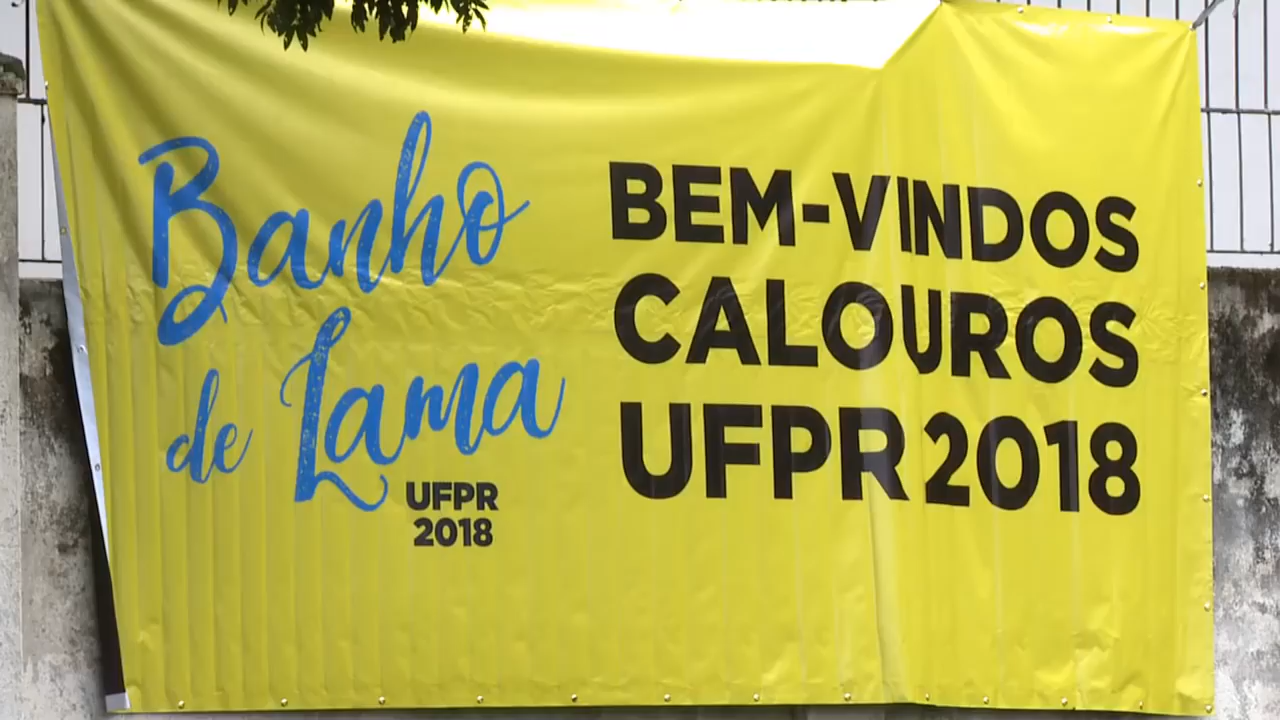 Banho
de Lama
UFPR
2018
BEM-VINDOS
CALOUROS
UFPR 2018